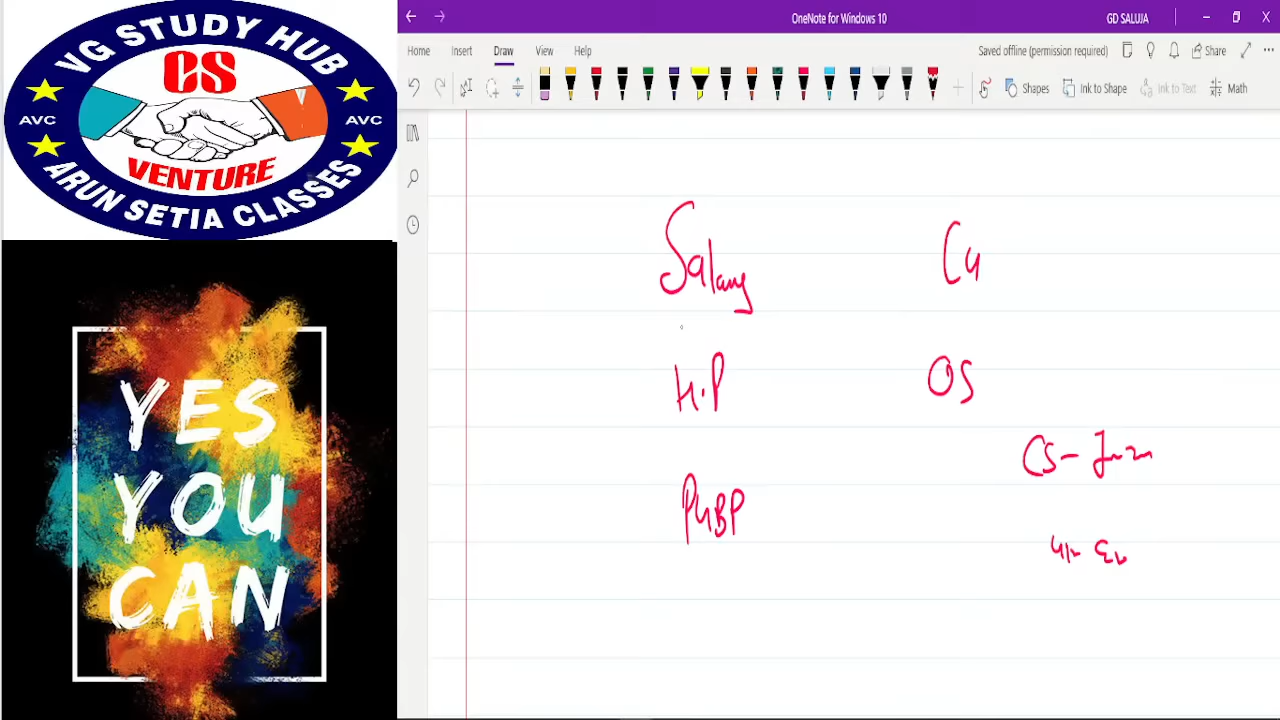 VG STUDY HUB
CS
AVC AVC
VENTURE
ARUN SETIA CLASSES
YES
YOU
CAN
OneNote for Windows 10
GD SALUJA
Home Insert Draw View Help
Saved offline (permission required)
Share
Shapes Ink to Shape Ink to Text Math
Salary
H.P
PGBP
CG
OS
CS-